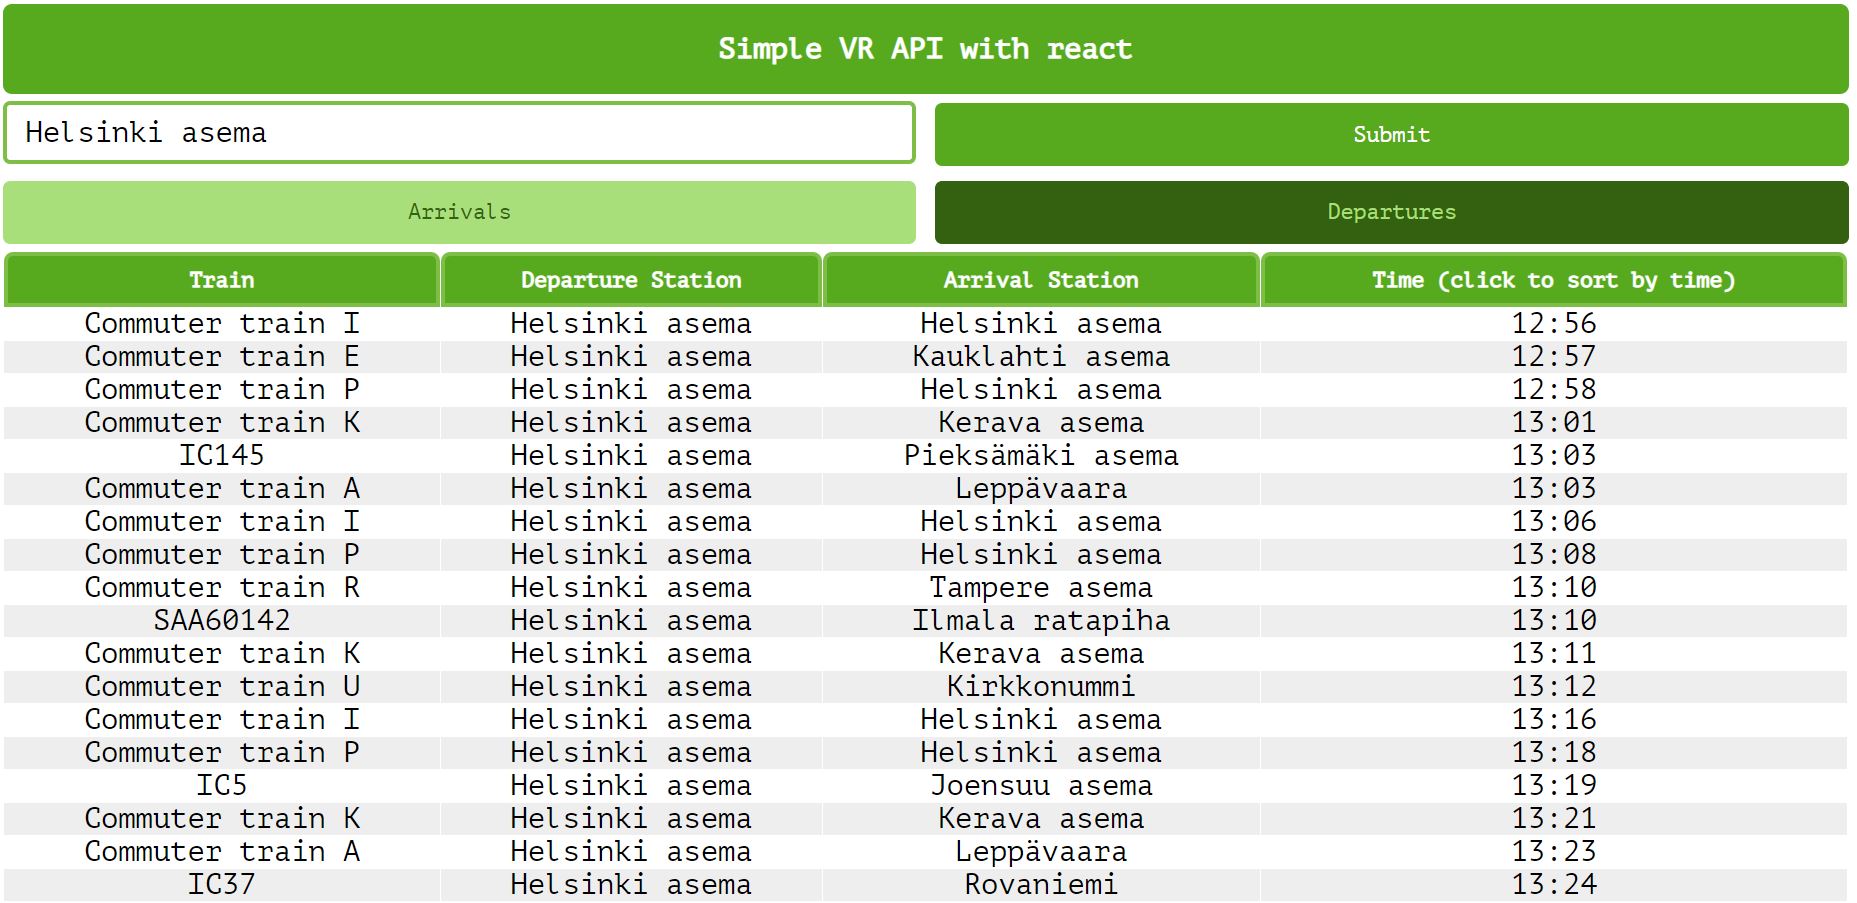 Simple VR API with react
Helsinki asema Submit
Arrivals Departures
Train Departure Station Arrival Station Time (click to sort by time)
Commuter train I Helsinki asema Helsinki asema 12:56
Commuter train E Helsinki asema Kauklahti asema 12:57
Commuter train P Helsinki asema Helsinki asema 12:58
Commuter train K Helsinki asema Kerava asema 13:01
IC145 Helsinki asema Pieksämäki asema 13:03
Commuter train A Helsinki asema Leppävaara 13:03
Commuter train I Helsinki asema Helsinki asema 13:06
Commuter train P Helsinki asema Helsinki asema 13:08
Commuter train R Helsinki asema Tampere asema 13:10
SAA60142 Helsinki asema Ilmala ratapiha 13:10
Commuter train K Helsinki asema Kerava asema 13:11
Commuter train U Helsinki asema Kirkkonummi 13:12
Commuter train I Helsinki asema Helsinki asema 13:16
Commuter train P Helsinki asema Helsinki asema 13:18
IC5 Helsinki asema Joensuu asema 13:19
Commuter train K Helsinki asema Kerava asema 13:21
Commuter train A Helsinki asema Leppävaara 13:23
IC37 Helsinki asema Rovaniemi 13:24